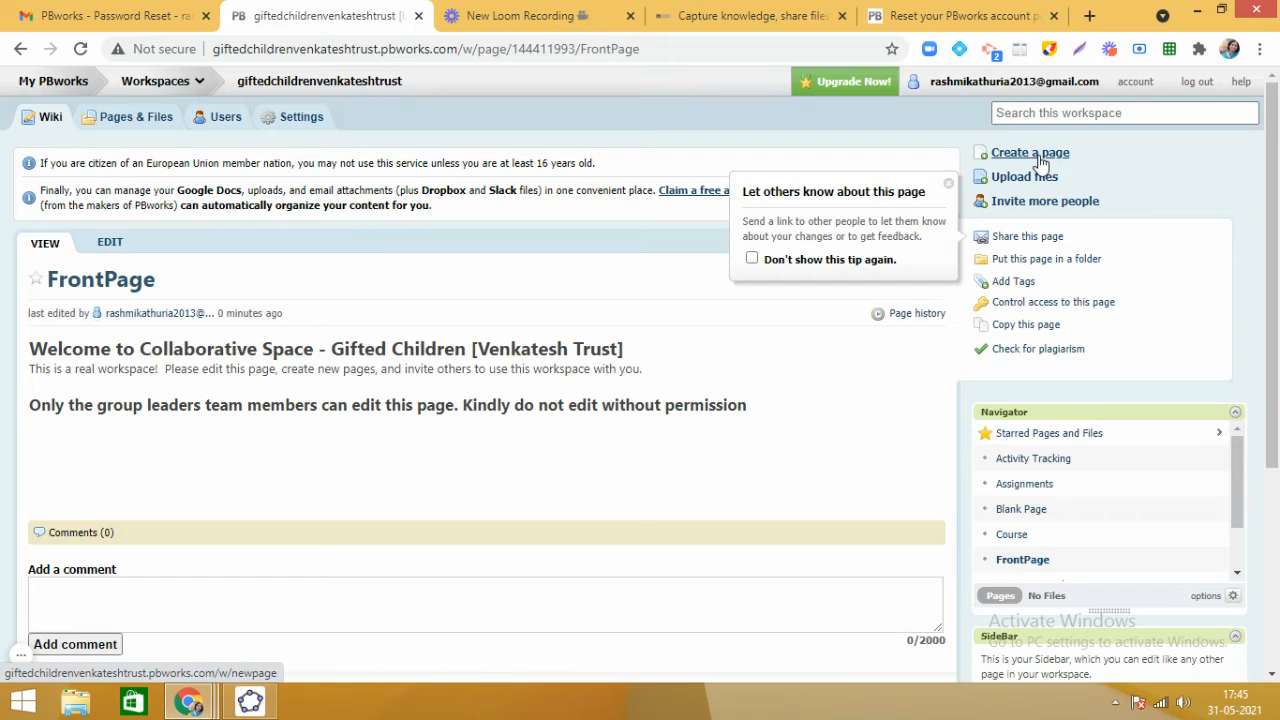 PBworks - Password Reset - ra
giftedchildrenvenkateshtrust [
New Loom Recording
Capture knowledge, share files
Reset your PBworks account p
Not secure
giftedchildrenvenkateshtrust.pbworks.com/w/page/144411993/FrontPage
2
My PBworks
Workspaces
giftedchildrenvenkateshtrust
Upgrade Now!
rashmikathuria2013@gmail.com
account
log out
help
Wiki
Pages & Files
Users
Settings
Search this workspace
If you are citizen of an European Union member nation, you may not use this service unless you are at least 16 years old.
Finally, you can manage your Google Docs, uploads, and email attachments (plus Dropbox and Slack files) in one convenient place. Claim a free a
(from the makers of PBworks) can automatically organize your content for you.
Create a page
Upload files
Invite more people
Let others know about this page
Send a link to other people to let them know
about your changes or to get feedback.
Don't show this tip again.
Share this page
Put this page in a folder
Add Tags
Control access to this page
Copy this page
Check for plagiarism
VIEW
EDIT
FrontPage
last edited by rashmikathuria2013@... 0 minutes ago
Page history
Welcome to Collaborative Space - Gifted Children [Venkatesh Trust]
This is a real workspace! Please edit this page, create new pages, and invite others to use this workspace with you.
Only the group leaders team members can edit this page. Kindly do not edit without permission
Navigator
Starred Pages and Files
Activity Tracking
Assignments
Blank Page
Course
FrontPage
Pages
No Files
options
Comments (0)
Add a comment
Add comment
0/2000
Activate Windows
Go to PC settings to activate Windows.
SideBar
This is your Sidebar, which you can edit like any other
page in your workspace.
giftedchildrenvenkateshtrust.pbworks.com/w/newpage
17:45
31-05-2021